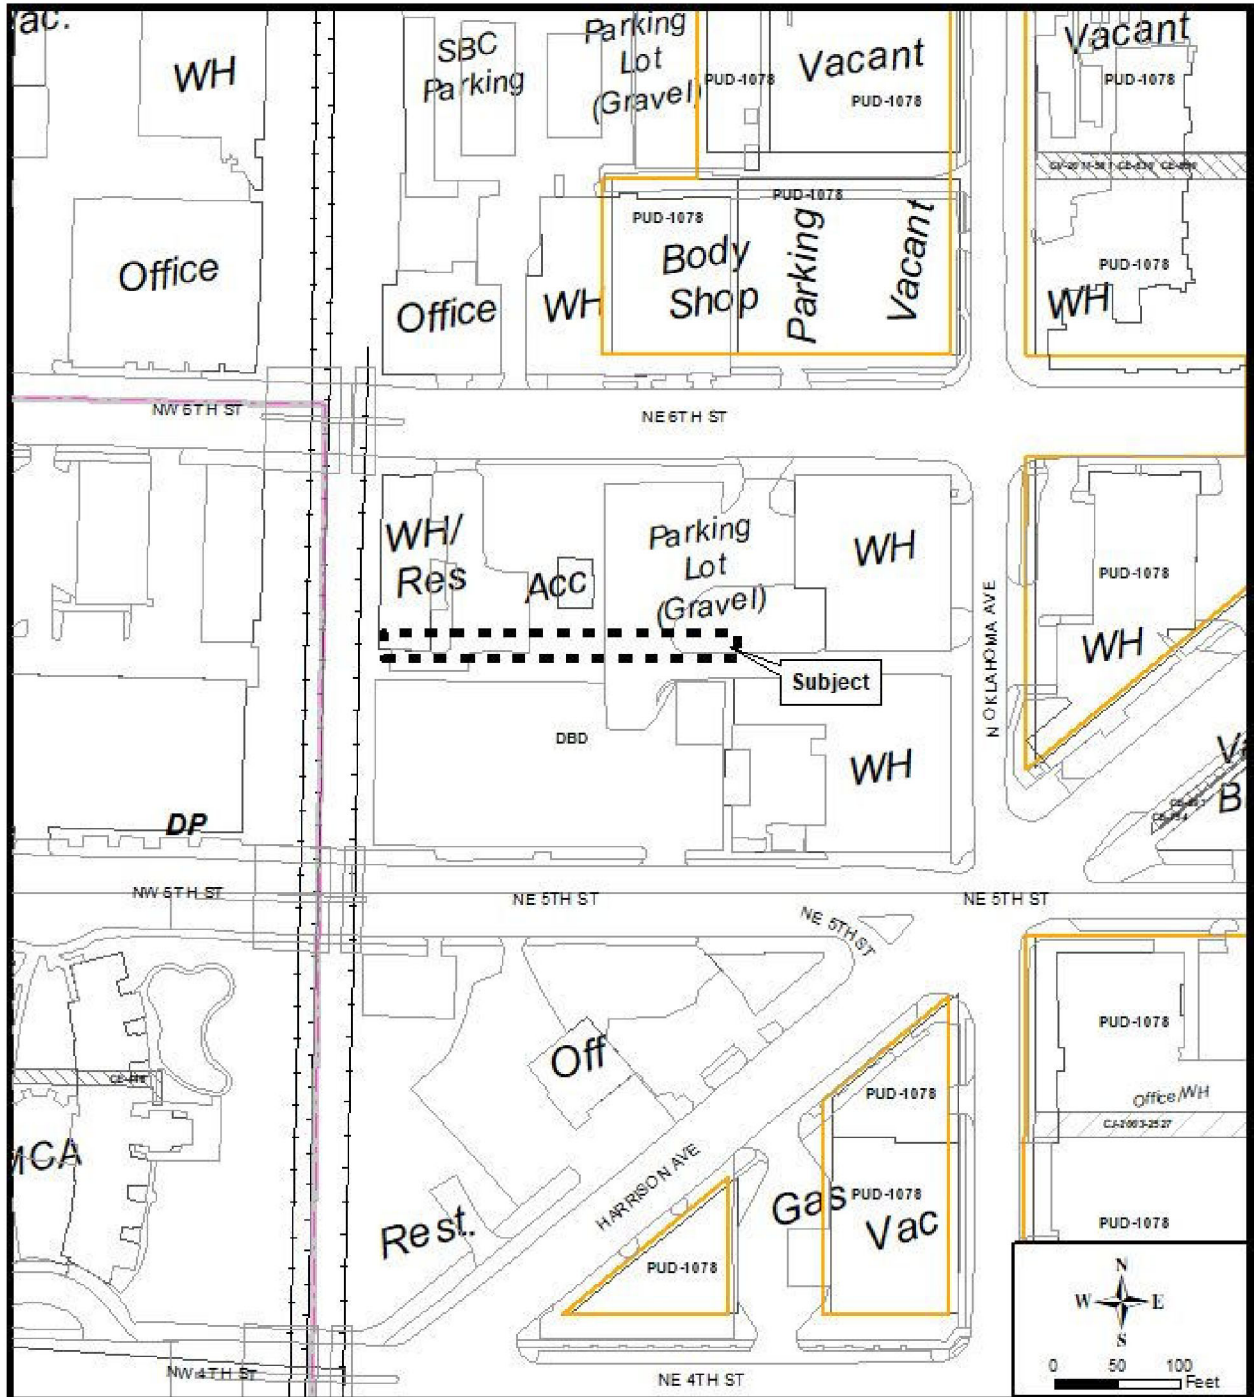 ac.
WH
SBC
Parking
Parking
Lot
(Gravel)
PUD-1078
Vacant
PUD-1078
Vacant
PUD-1078
Office
Office
WH
PUD-1078
Body
Shop
PUD-1078
Parking
Vacant
PUD-1078
WH
NW 6TH ST
NE 6TH ST
WH/
Res
Acc
Parking
Lot
(Gravel)
WH
N OKLAHOMA AVE
PUD-1078
WH
Subject
DBD
WH
DP
NW 5TH ST
NE 5TH ST
NE 5TH ST
NE 5TH ST
Off
PUD-1078
PUD-1078
Office/WH
CJ-2003-2527
MCA
Rest.
HARRISON AVE
Gas
PUD-1078
Vac
PUD-1078
PUD-1078
NW 4TH ST
NE 4TH ST
N
W E
S
0 50 100
Feet